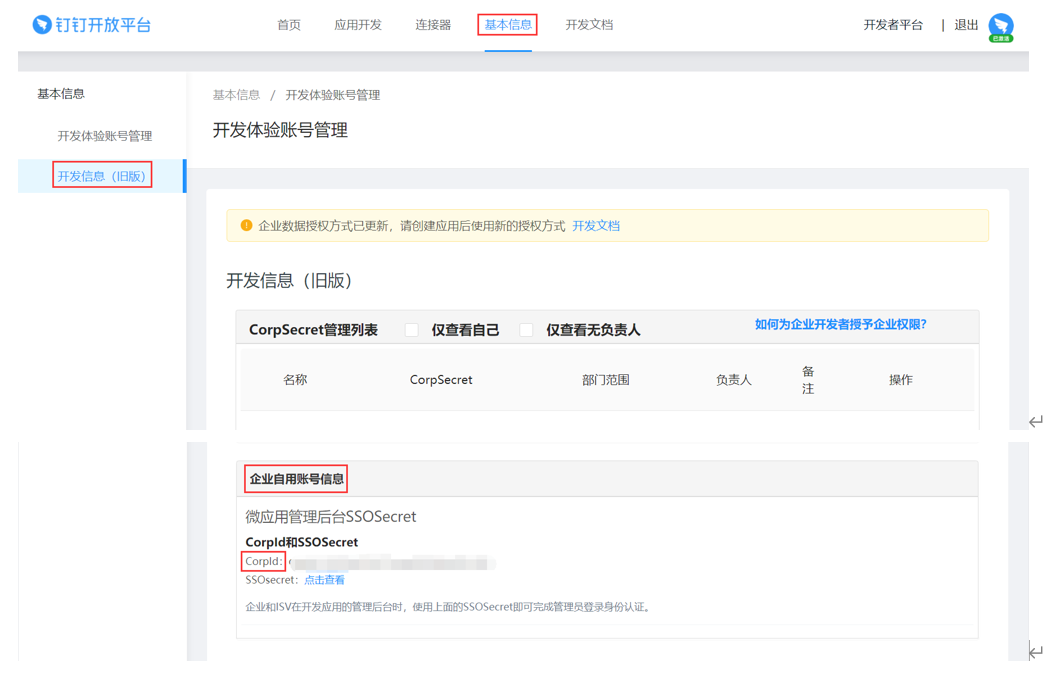 钉钉开放平台 首页 应用开发 连接器 基本信息 开发文档 开发者平台 | 退出
已激活
基本信息
开发体验账号管理
开发信息（旧版）
基本信息 / 开发体验账号管理
开发体验账号管理
企业数据授权方式已更新，请创建应用后使用新的授权方式 开发文档
开发信息（旧版）
CorpSecret管理列表 仅查看自己 仅查看无负责人 如何为企业开发者授予企业权限？
名称 CorpSecret 部门范围 负责人 备注 操作
企业自用账号信息
微应用管理后台SSOSecret
CorpId和SSOSecret
CorpId：
SSOsecret： 点击查看
企业和ISV在开发应用的管理后台时，使用上面的SSOSecret即可完成管理员登录身份认证。